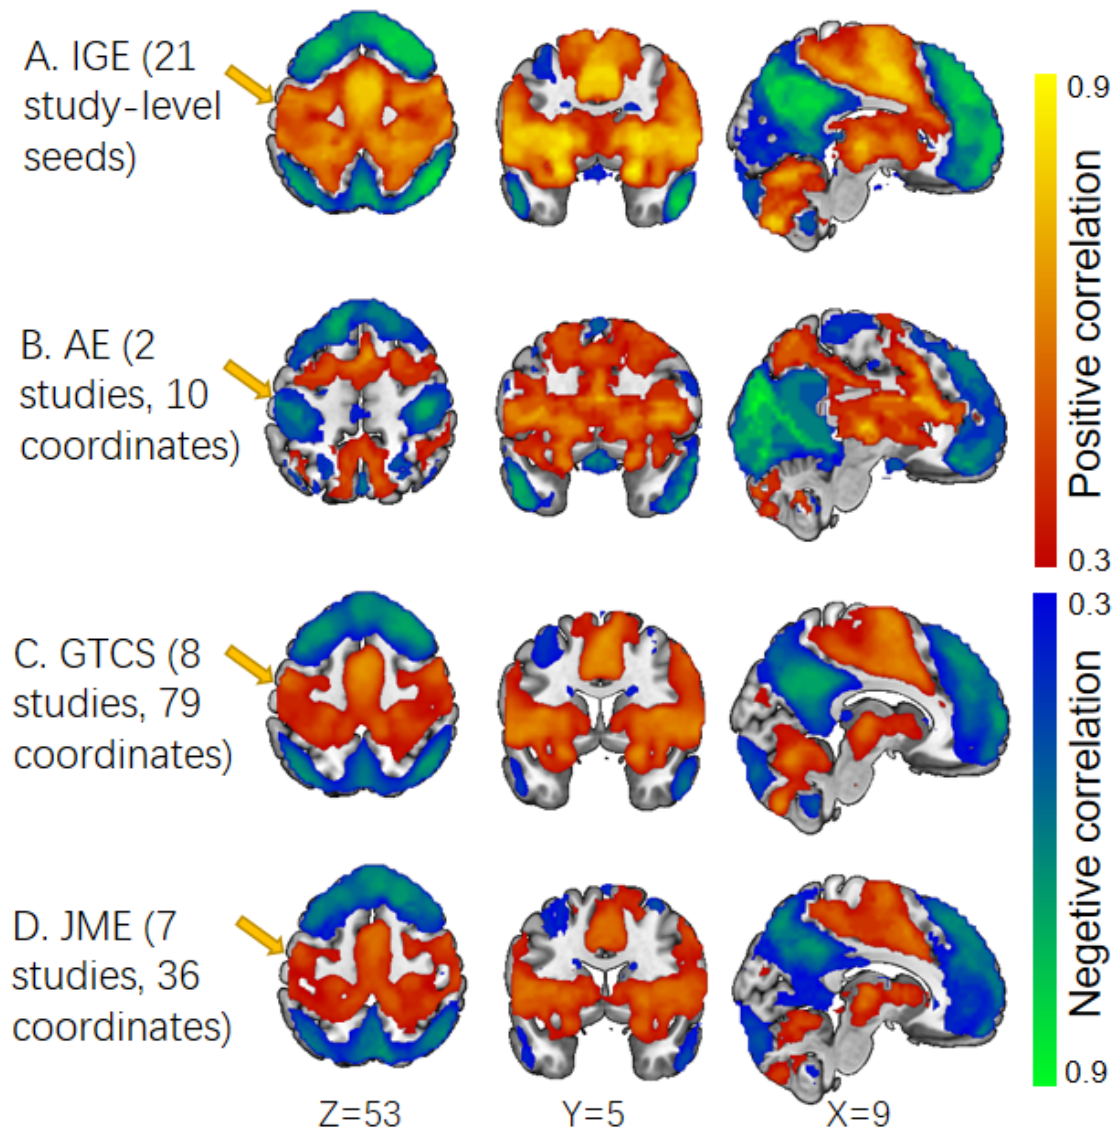 A. IGE (21
study-level
seeds)
B. AE (2
studies, 10
coordinates)
C. GTCS (8
studies, 79
coordinates)
D. JME (7
studies, 36
coordinates)
Z=53
Y=5
X=9
0.9
Positive correlation
0.3
0.3
Negetive correlation
0.9